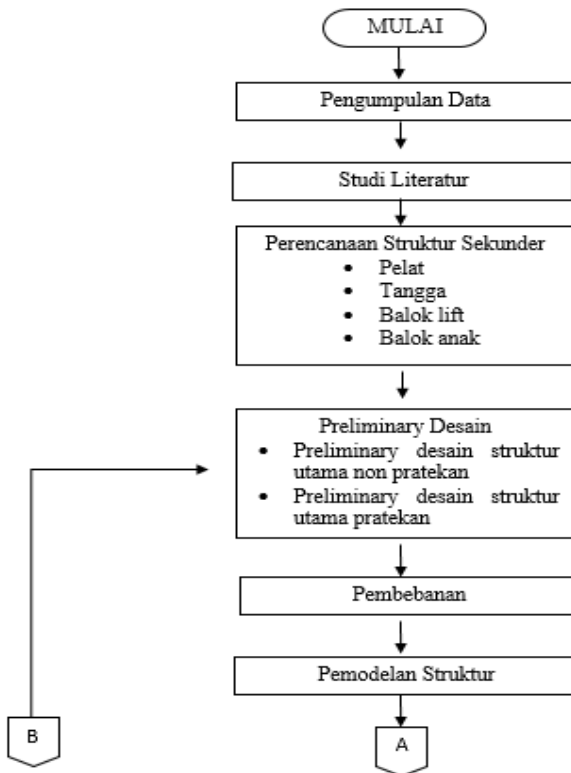 MULAI
Pengumpulan Data
Studi Literatur
Perencanaan Struktur Sekunder
• Pelat
• Tangga
• Balok lift
• Balok anak
Preliminary Desain
• Preliminary desain struktur
utama non pratekan
• Preliminary desain struktur
utama pratekan
Pembebanan
Pemodelan Struktur
B
A